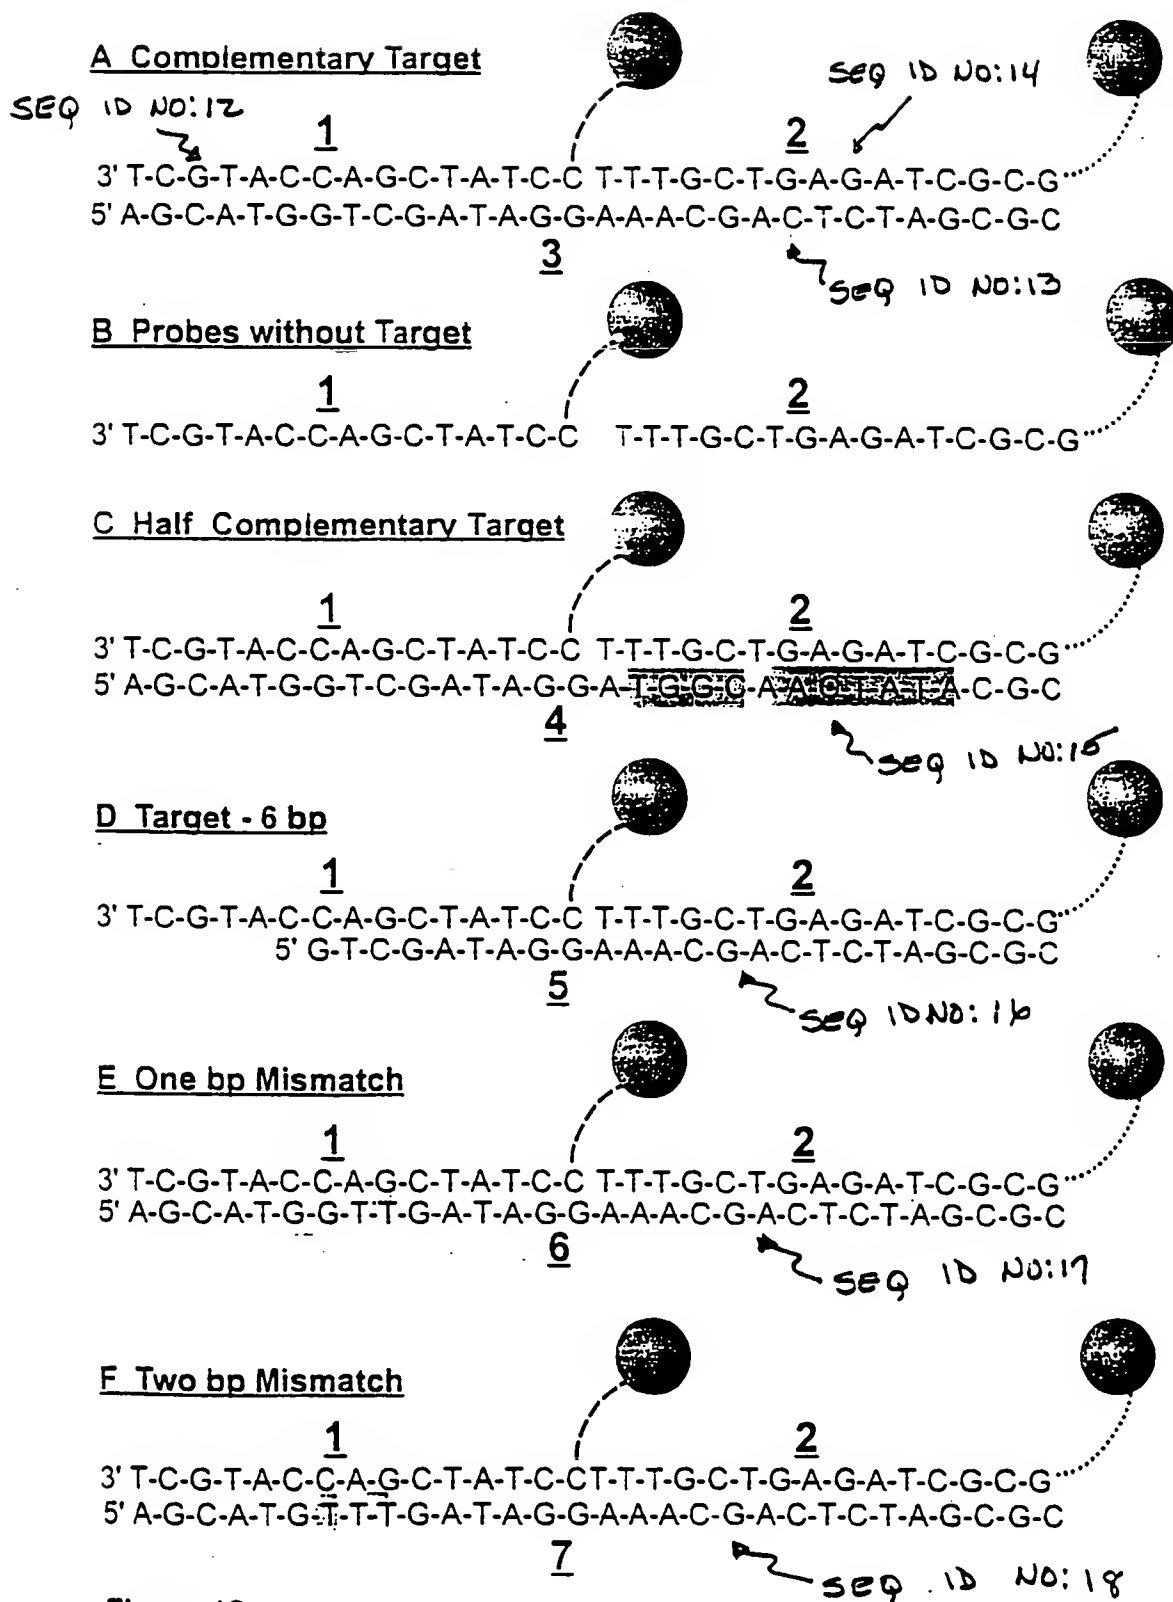 A Complementary Target
SEQ ID NO:12
SEQ ID NO:14
1
2
3' T-C-G-T-A-C-C-A-G-C-T-A-T-C-C T-T-T-G-C-T-G-A-G-A-T-C-G-C-G
5' A-G-C-A-T-G-G-T-C-G-A-T-A-G-G-A-A-A-C-G-A-C-T-C-T-A-G-C-G-C
3
SEQ ID NO:13
B Probes without Target
1
2
3' T-C-G-T-A-C-C-A-G-C-T-A-T-C-C T-T-T-G-C-T-G-A-G-A-T-C-G-C-G
C Half Complementary Target
1
2
3' T-C-G-T-A-C-C-A-G-C-T-A-T-C-C T-T-T-G-C-T-G-A-G-A-T-C-G-C-G
5' A-G-C-A-T-G-G-T-C-G-A-T-A-G-G-A-T-G-G-C-A-A-C-T-A-T-A-C-G-C
4
SEQ ID NO:15
D Target - 6 bp
1
2
3' T-C-G-T-A-C-C-A-G-C-T-A-T-C-C T-T-T-G-C-T-G-A-G-A-T-C-G-C-G
5' G-T-C-G-A-T-A-G-G-A-A-A-C-G-A-C-T-C-T-A-G-C-G-C
5
SEQ ID NO:16
E One bp Mismatch
1
2
3' T-C-G-T-A-C-C-A-G-C-T-A-T-C-C T-T-T-G-C-T-G-A-G-A-T-C-G-C-G
5' A-G-C-A-T-G-G-T-T-G-A-T-A-G-G-A-A-A-C-G-A-C-T-C-T-A-G-C-G-C
6
SEQ ID NO:17
F Two bp Mismatch
1
2
3' T-C-G-T-A-C-C-A-G-C-T-A-T-C-C-T-T-T-G-C-T-G-A-G-A-T-C-G-C-G
5' A-G-C-A-T-G-T-T-T-G-A-T-A-G-G-A-A-A-C-G-A-C-T-C-T-A-G-C-G-C
7
SEQ ID NO:18